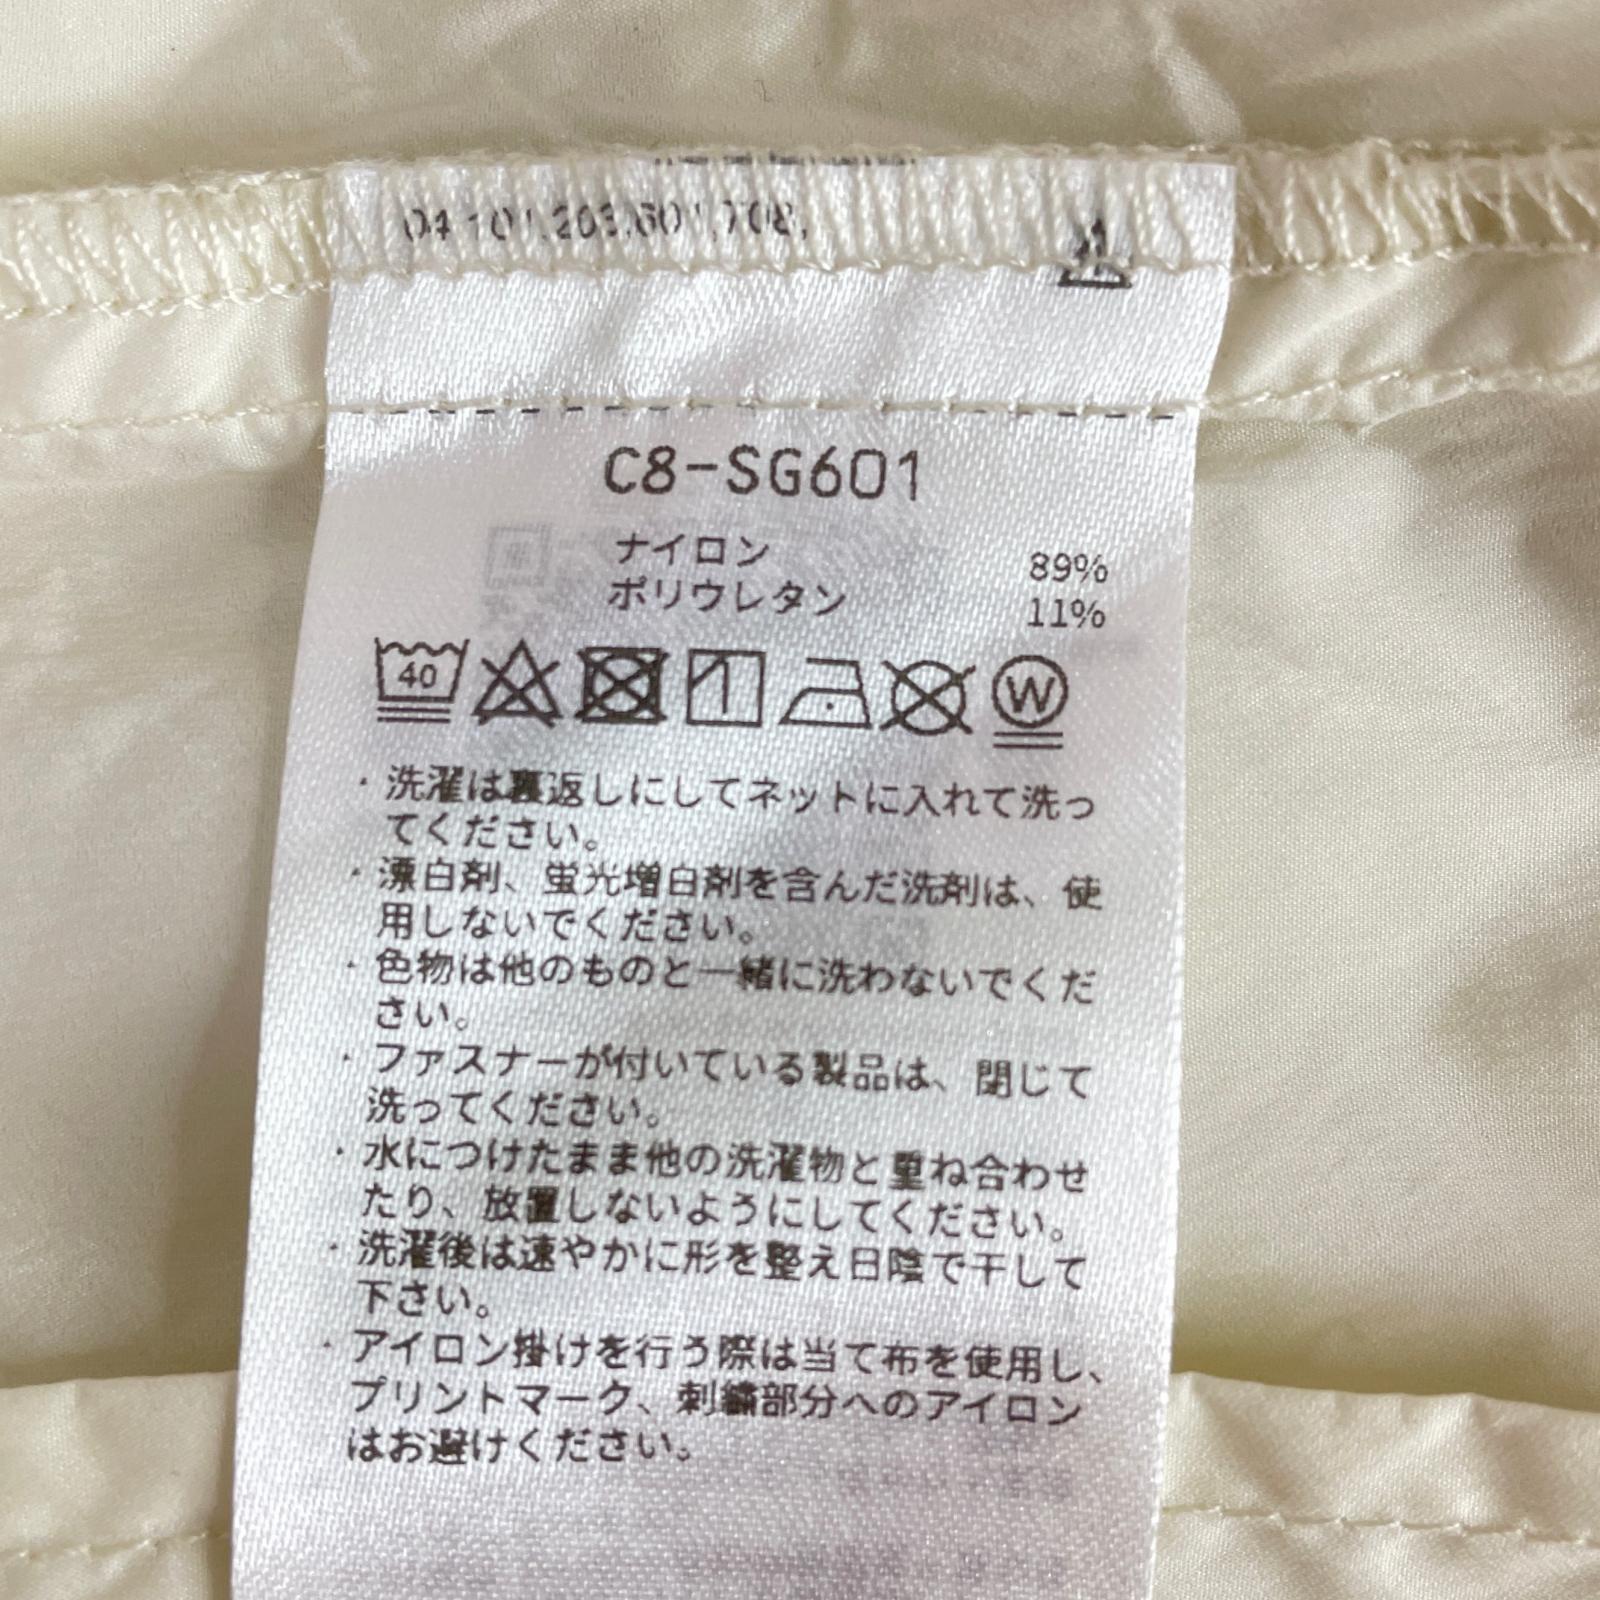 C8-SG601
ナイロン 89%
ポリウレタン 11%
40
W
・洗濯は裏返しにしてネットに入れて洗っ
てください。
・漂白剤、蛍光増白剤を含んだ洗剤は、使
用しないでください。
・色物は他のものと一緒に洗わないでくだ
さい。
・ファスナーが付いている製品は、閉じて
洗ってください。
・水につけたまま他の洗濯物と重ね合わせ
たり、放置しないようにしてください。
・洗濯後は速やかに形を整え日陰で干して
下さい。
・アイロン掛けを行う際は当て布を使用し、
プリントマーク、刺繍部分へのアイロン
はお避けください。